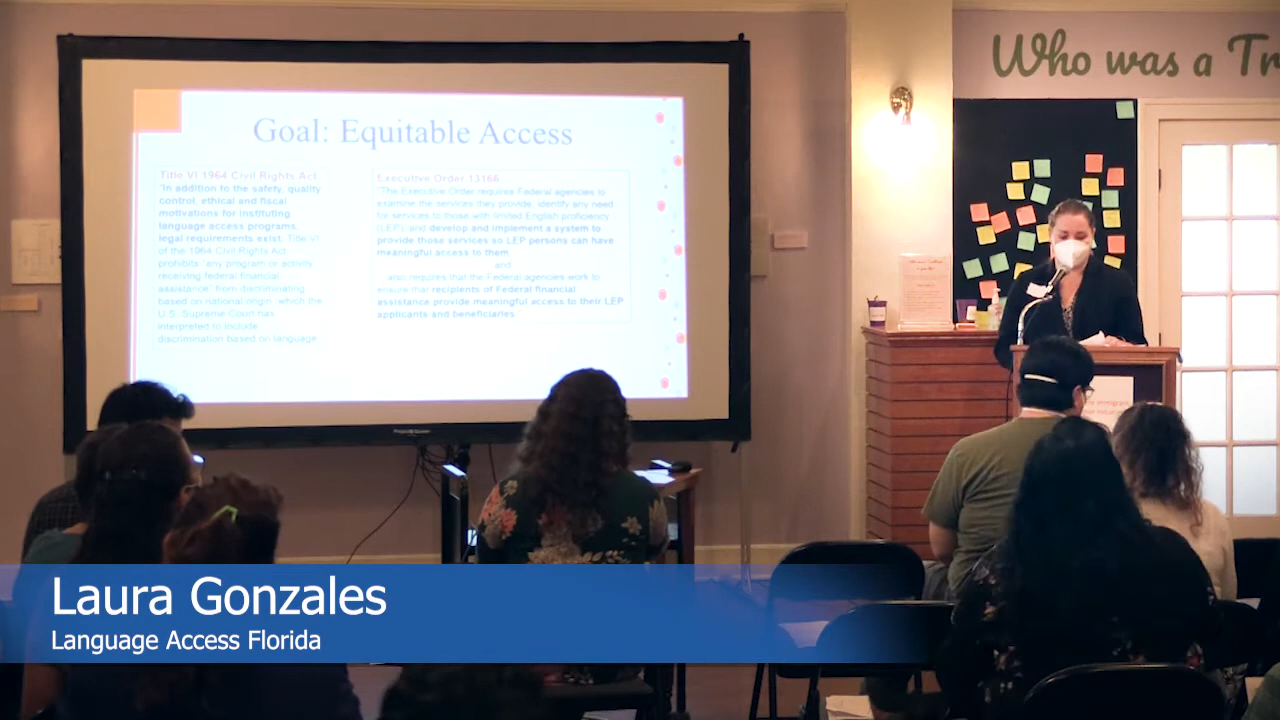 Who was a Tr
Goal: Equitable Access
Title VI 1964 Civil Rights Act.
"In addition to the safety, quality
control, ethical and fiscal
motivations for instituting
language access programs,
legal requirements exist. Title VI
of the 1964 Civil Rights Act
prohibits "any program or activity
receiving federal financial
assistance" from discriminating
based on national origin, which the
U.S. Supreme Court has
interpreted to include
discrimination based on language.
Executive Order 13166
"The Executive Order requires Federal agencies to
examine the services they provide, identify any need
for services to those with limited English proficiency
(LEP), and develop and implement a system to
provide those services so LEP persons can have
meaningful access to them
and
also requires that the Federal agencies work to
ensure that recipients of Federal financial
assistance provide meaningful access to their LEP
applicants and beneficiaries
Laura Gonzales
Language Access Florida